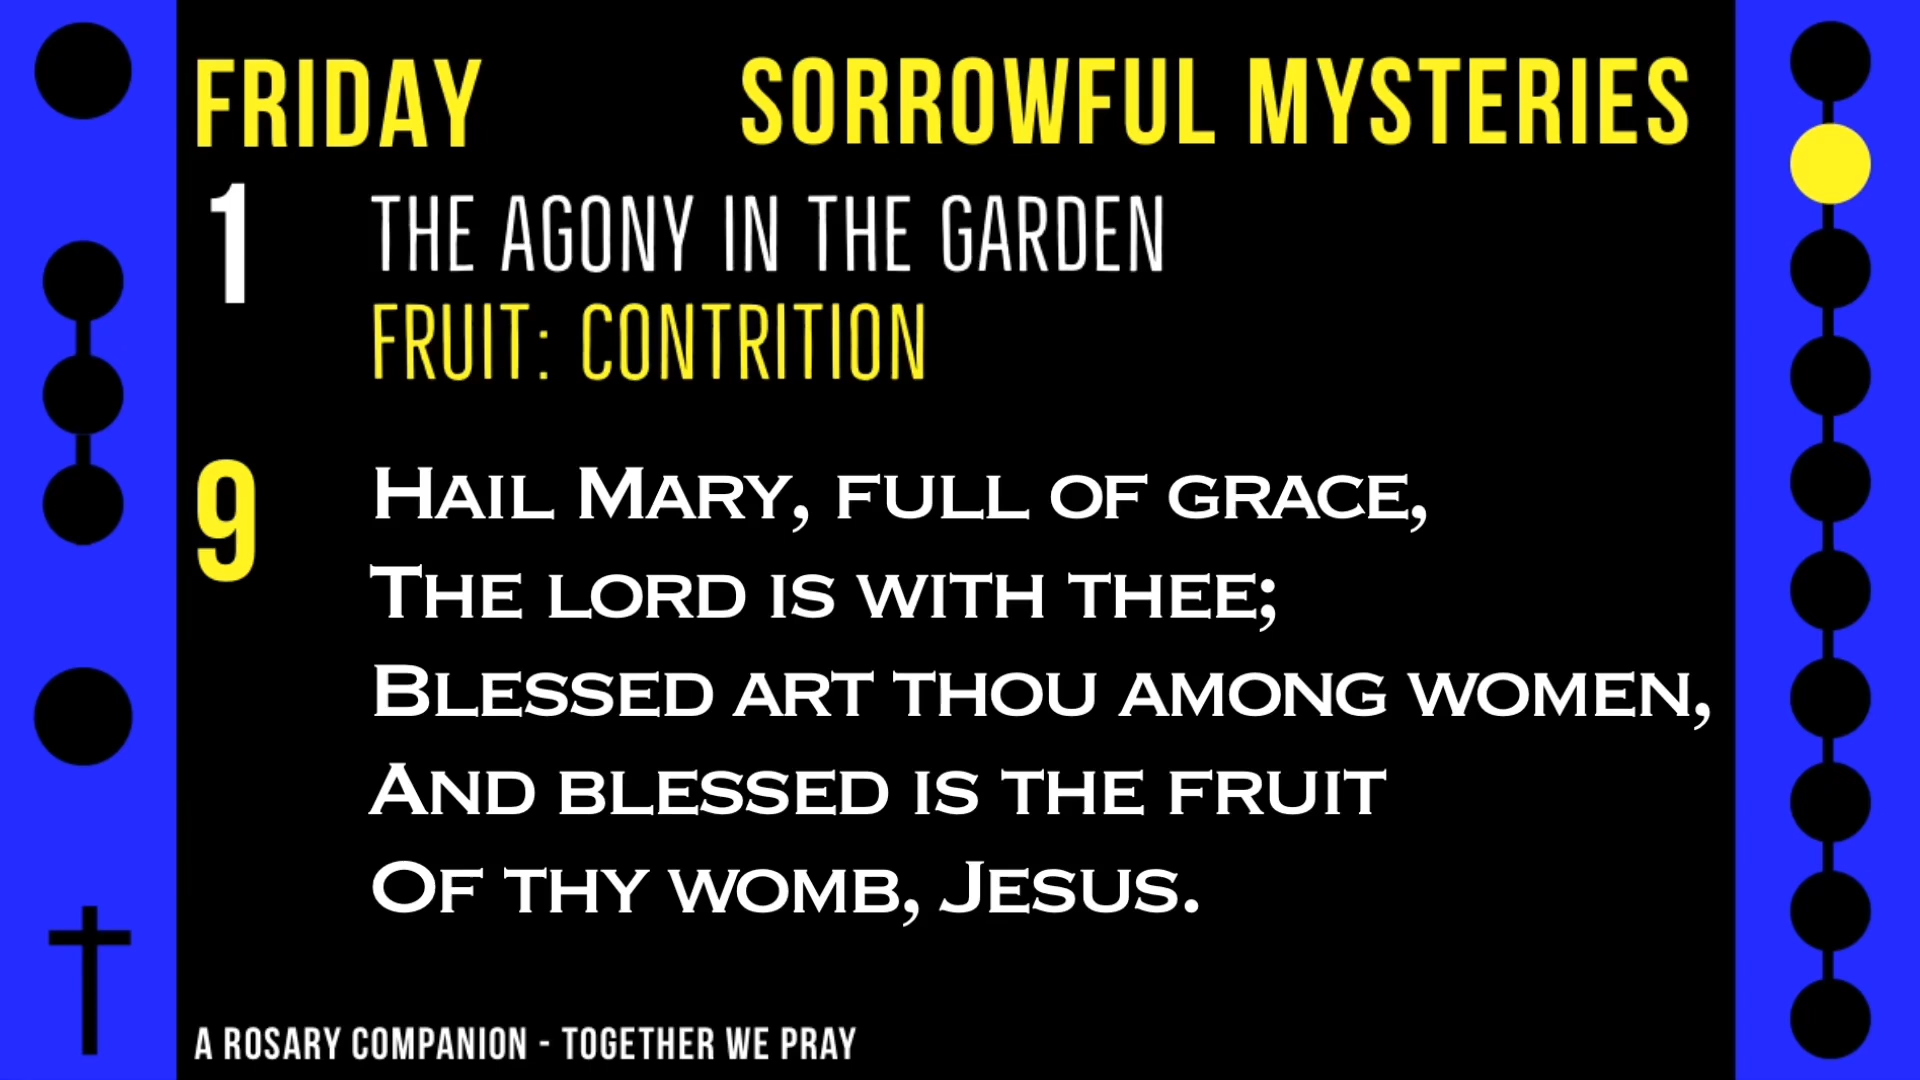 FRIDAY SORROWFUL MYSTERIES
1 THE AGONY IN THE GARDEN
FRUIT: CONTRITION
9 Hail Mary, full of grace,
The lord is with thee;
Blessed art thou among women,
And blessed is the fruit
Of thy womb, Jesus.
A ROSARY COMPANION - TOGETHER WE PRAY